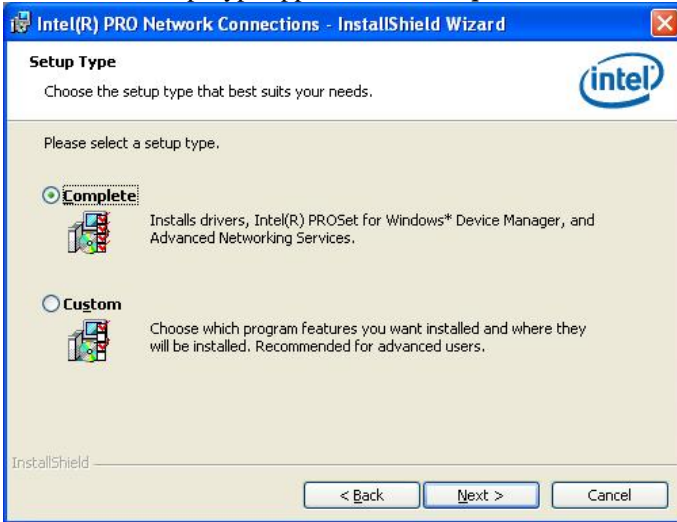 Intel(R) PRO Network Connections - InstallShield Wizard
Setup Type
Choose the setup type that best suits your needs.
intel
Please select a setup type.
Complete
Installs drivers, Intel(R) PROSet for Windows* Device Manager, and
Advanced Networking Services.
Custom
Choose which program features you want installed and where they
will be installed. Recommended for advanced users.
InstallShield
< Back
Next >
Cancel